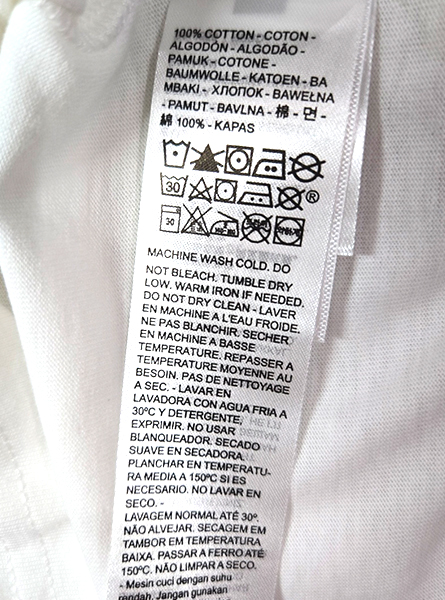 100% COTTON - COTON -
ALGODÓN - ALGODÃO -
PAMUK - COTONE -
BAUMWOLLE - KATOEN - BA
MBAKI - ХЛОПОК - BAWEŁNA
- PAMUT - BAVLNA - 棉 - 면 -
綿 100% - KAPAS
30
®
30
MACHINE WASH COLD. DO
NOT BLEACH. TUMBLE DRY
LOW. WARM IRON IF NEEDED.
DO NOT DRY CLEAN - LAVER
EN MACHINE A L'EAU FROIDE.
NE PAS BLANCHIR. SECHER
EN MACHINE A BASSE
TEMPERATURE. REPASSER A
TEMPERATURE MOYENNE AU
BESOIN. PAS DE NETTOYAGE
A SEC. - LAVAR EN
LAVADORA CON AGUA FRIA A
30ºC Y DETERGENTE,
EXPRIMIR. NO USAR
BLANQUEADOR. SECADO
SUAVE EN SECADORA.
PLANCHAR EN TEMPERATU-
RA MEDIA A 150ºC SI ES
NECESARIO. NO LAVAR EN
SECO. -
LAVAGEM NORMAL ATÉ 30º.
NÃO ALVEJAR. SECAGEM EM
TAMBOR EM TEMPERATURA
BAIXA. PASSAR A FERRO ATÉ
150ºC. NÃO LIMPAR A SECO.
- Mesin cuci dengan suhu
rendah. Jangan gunakan